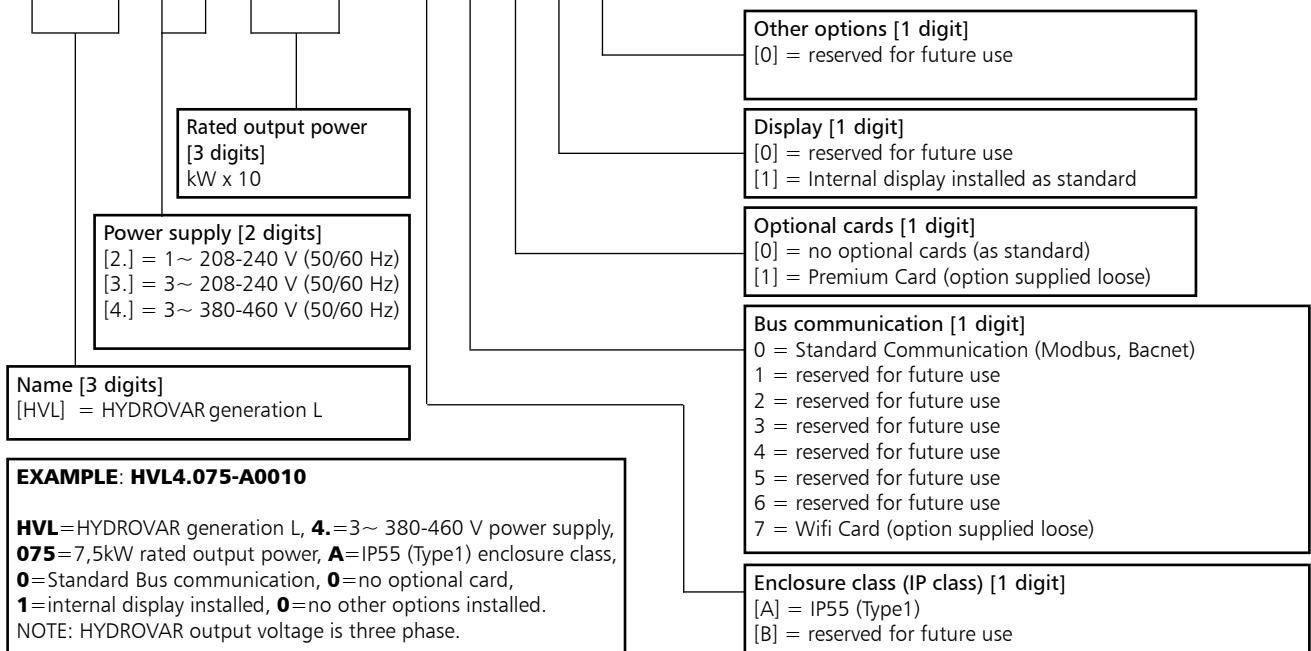 Other options [1 digit]
[0] = reserved for future use
Display [1 digit]
[0] = reserved for future use
[1] = Internal display installed as standard
Rated output power
[3 digits]
kW x 10
Optional cards [1 digit]
[0] = no optional cards (as standard)
[1] = Premium Card (option supplied loose)
Power supply [2 digits]
[2.] = 1~ 208-240 V (50/60 Hz)
[3.] = 3~ 208-240 V (50/60 Hz)
[4.] = 3~ 380-460 V (50/60 Hz)
Bus communication [1 digit]
0 = Standard Communication (Modbus, Bacnet)
1 = reserved for future use
2 = reserved for future use
3 = reserved for future use
4 = reserved for future use
5 = reserved for future use
6 = reserved for future use
7 = Wifi Card (option supplied loose)
Name [3 digits]
[HVL] = HYDROVAR generation L
EXAMPLE: HVL4.075-A0010
HVL=HYDROVAR generation L, 4.=3~ 380-460 V power supply,
075=7,5kW rated output power, A=IP55 (Type1) enclosure class,
0=Standard Bus communication, 0=no optional card,
1=internal display installed, 0=no other options installed.
NOTE: HYDROVAR output voltage is three phase.
Enclosure class (IP class) [1 digit]
[A] = IP55 (Type1)
[B] = reserved for future use